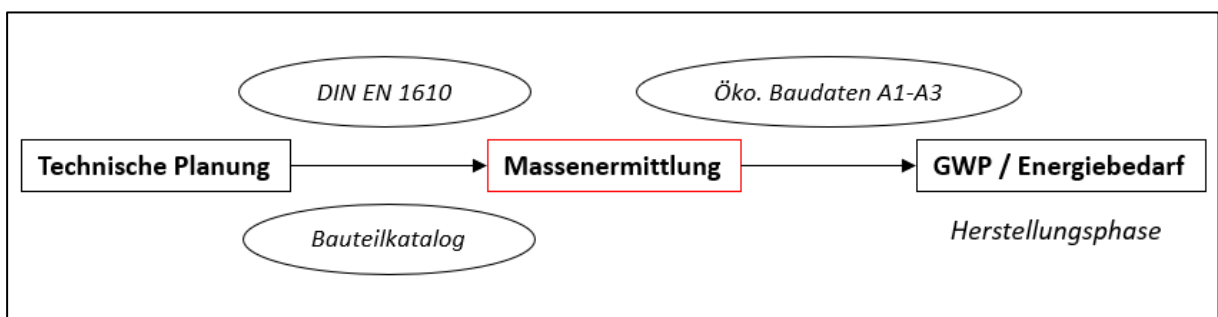 DIN EN 1610
Öko. Baudaten A1-A3
Technische Planung
Massenermittlung
GWP / Energiebedarf
Bauteilkatalog
Herstellungsphase